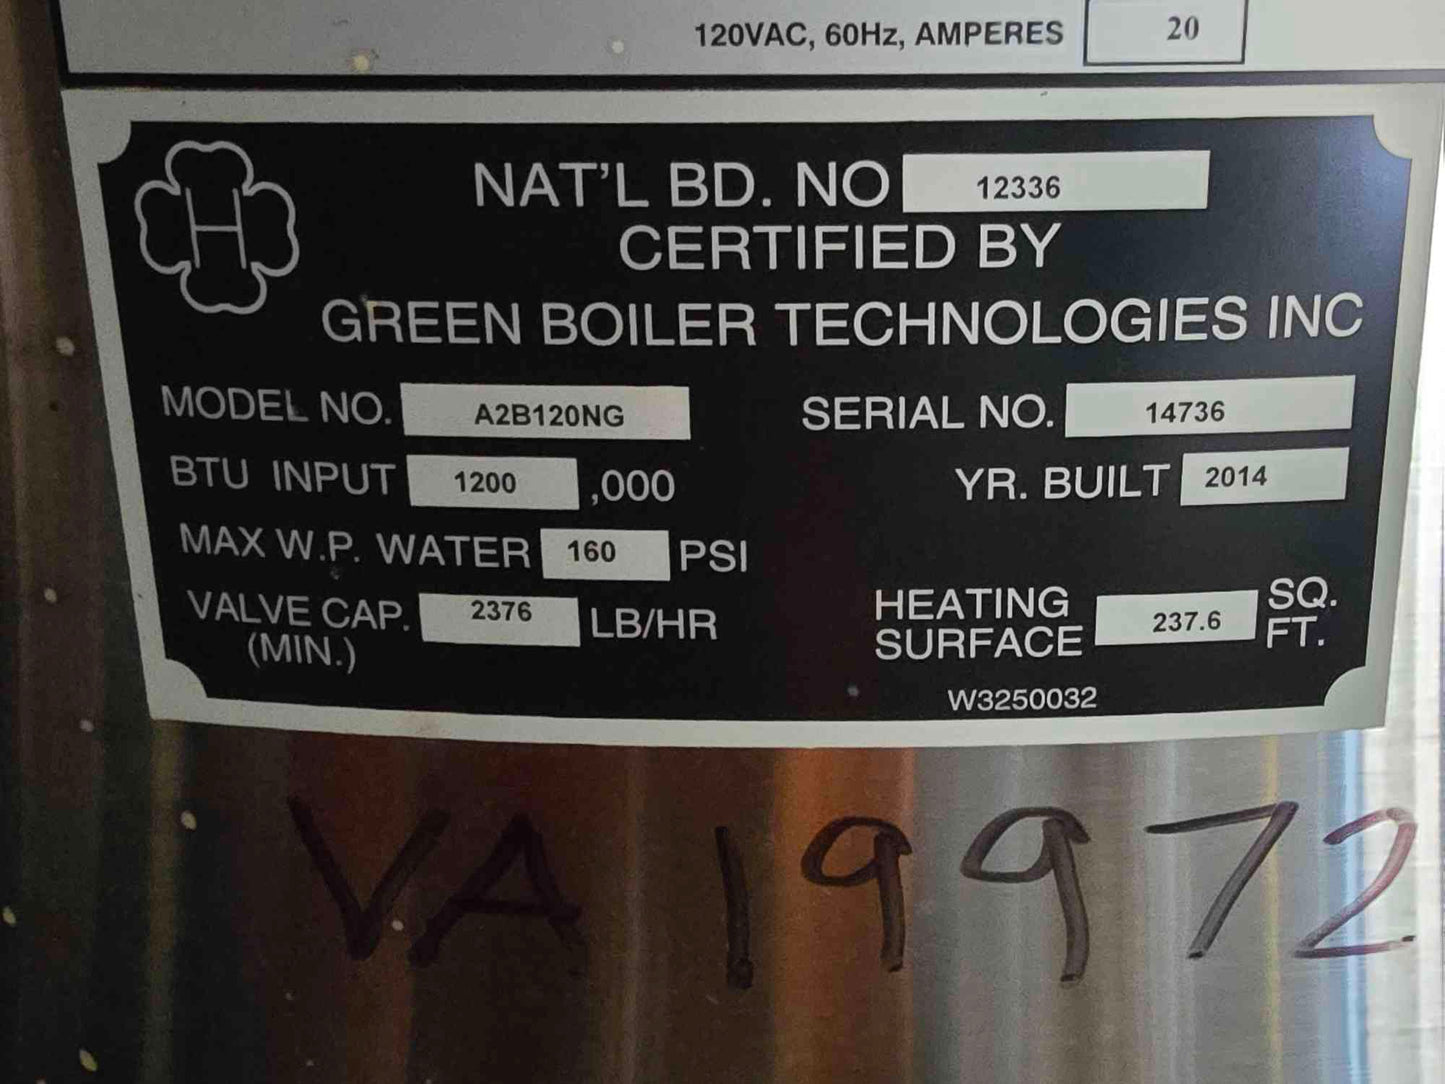 120VAC, 60Hz, AMPERES 20
H
NAT'L BD. NO 12336
CERTIFIED BY
GREEN BOILER TECHNOLOGIES INC
MODEL NO. A2B120NG SERIAL NO. 14736
BTU INPUT 1200 ,000 YR. BUILT 2014
MAX W.P. WATER 160 PSI
VALVE CAP. (MIN.) 2376 LB/HR HEATING SURFACE 237.6 SQ. FT.
W3250032
VA 19972